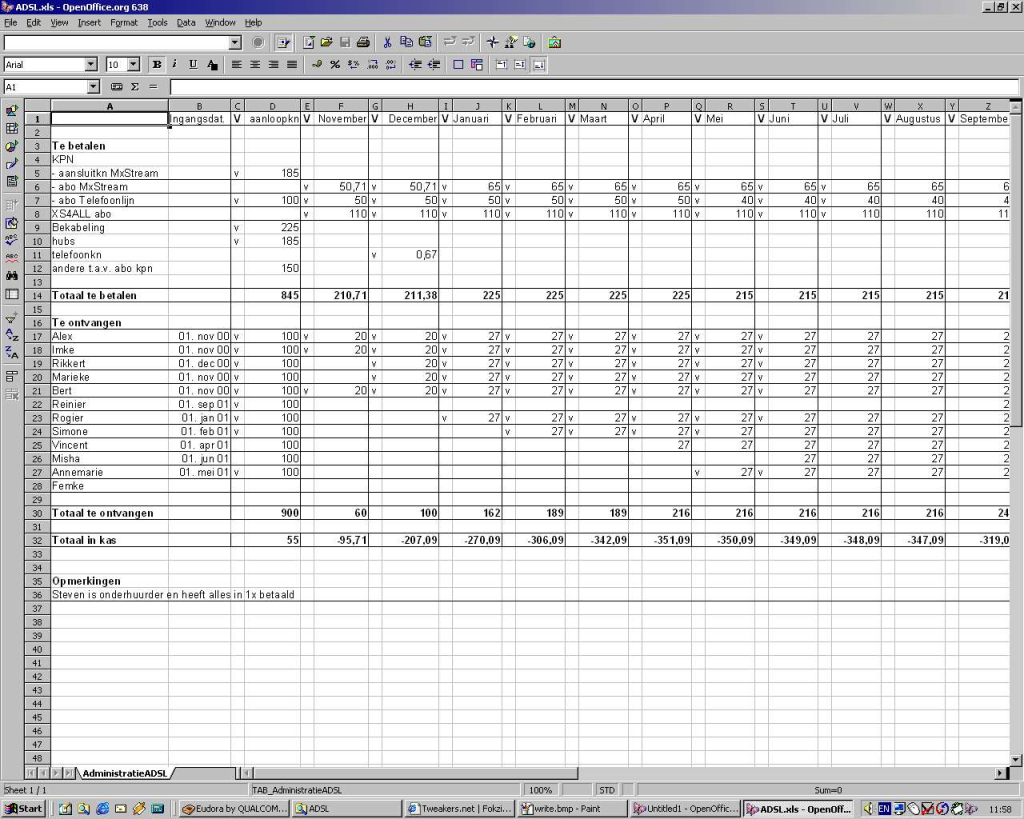 ADSL.xls - OpenOffice.org 638
File Edit View Insert Format Tools Data Window Help
Arial 10 B i U A
A1 Σ =
A B C D E F G H I J K L M N O P Q R S T U V W X Y Z
1 Ingangsdat. V aanloopkn V November V December V Januari V Februari V Maart V April V Mei V Juni V Juli V Augustus V Septembe
2
3 Te betalen
4 KPN
5 - aansluitkn MxStream v 185
6 - abo MxStream v 50,71 v 50,71 v 65 v 65 v 65 v 65 v 65 v 65 v 65 65 6
7 - abo Telefoonlijn v 100 v 50 v 50 v 50 v 50 v 50 v 50 v 40 v 40 v 40 40 4
8 XS4ALL abo v 110 v 110 v 110 v 110 v 110 v 110 v 110 v 110 v 110 110 11
9 Bekabeling v 225
10 hubs v 185
11 telefoonkn v 0,67
12 andere t.a.v. abo kpn 150
13
14 Totaal te betalen 845 210,71 211,38 225 225 225 225 215 215 215 215 21
15
16 Te ontvangen
17 Alex 01. nov 00 v 100 v 20 v 20 v 27 v 27 v 27 v 27 v 27 v 27 27 27 2
18 Imke 01. nov 00 v 100 v 20 v 20 v 27 v 27 v 27 v 27 v 27 v 27 27 27 2
19 Rikkert 01. dec 00 v 100 v 20 v 27 v 27 v 27 v 27 v 27 v 27 27 27 2
20 Marieke 01. nov 00 v 100 v 20 v 27 v 27 v 27 v 27 v 27 v 27 27 27 2
21 Bert 01. nov 00 v 100 v 20 v 20 v 27 v 27 v 27 v 27 v 27 v 27 27 27 2
22 Reinier 01. sep 01 v 100 2
23 Rogier 01. jan 01 v 100 v 27 v 27 v 27 v 27 v 27 v 27 27 27 2
24 Simone 01. feb 01 v 100 v 27 v 27 v 27 v 27 27 27 27 2
25 Vincent 01. apr 01 100 27 27 27 27 27 2
26 Misha 01. jun 01 100 27 27 27 2
27 Annemarie 01. mei 01 v 100 v 27 v 27 27 27 2
28 Femke
29
30 Totaal te ontvangen 900 60 100 162 189 189 216 216 216 216 216 24
31
32 Totaal in kas 55 -95,71 -207,09 -270,09 -306,09 -342,09 -351,09 -350,09 -349,09 -348,09 -347,09 -319,0
33
34
35 Opmerkingen
36 Steven is onderhuurder en heeft alles in 1x betaald
37
38
39
40
41
42
43
44
45
46
47
48
AdministratieADSL
Sheet 1 / 1 TAB_AdministratieADSL 100% STD Sum=0
Start Eudora by QUALCOM... ADSL Tweakers.net | Fokzi... write.bmp - Paint Untitled1 - OpenOffic... ADSL.xls - OpenOff... EN 11:58